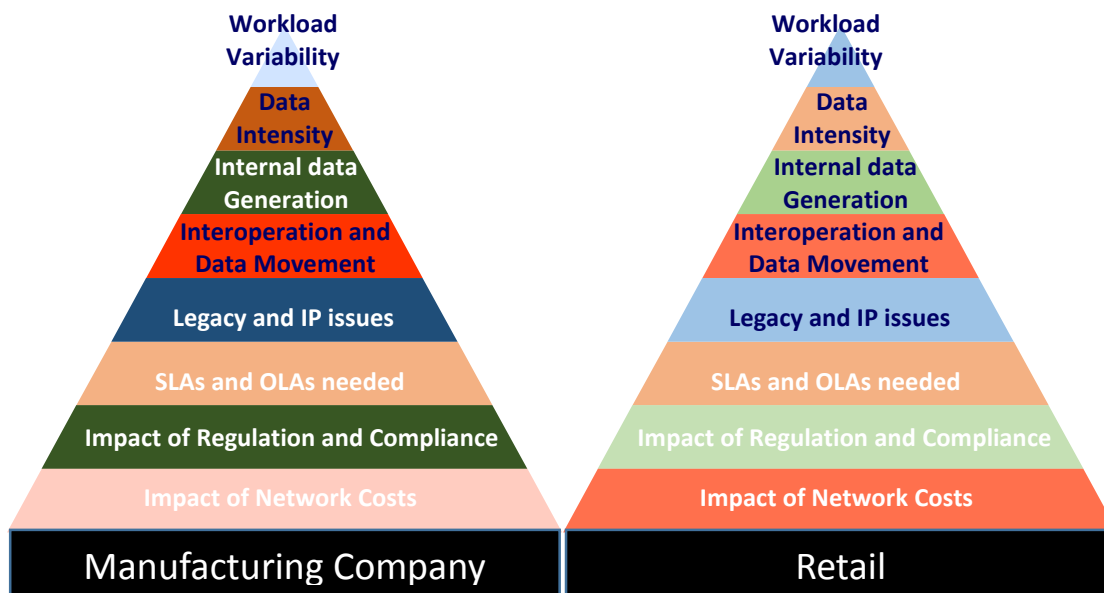 Workload
Variability
Data
Intensity
Internal data
Generation
Interoperation and
Data Movement
Legacy and IP issues
SLAs and OLAs needed
Impact of Regulation and Compliance
Impact of Network Costs
Manufacturing Company
Workload
Variability
Data
Intensity
Internal data
Generation
Interoperation and
Data Movement
Legacy and IP issues
SLAs and OLAs needed
Impact of Regulation and Compliance
Impact of Network Costs
Retail